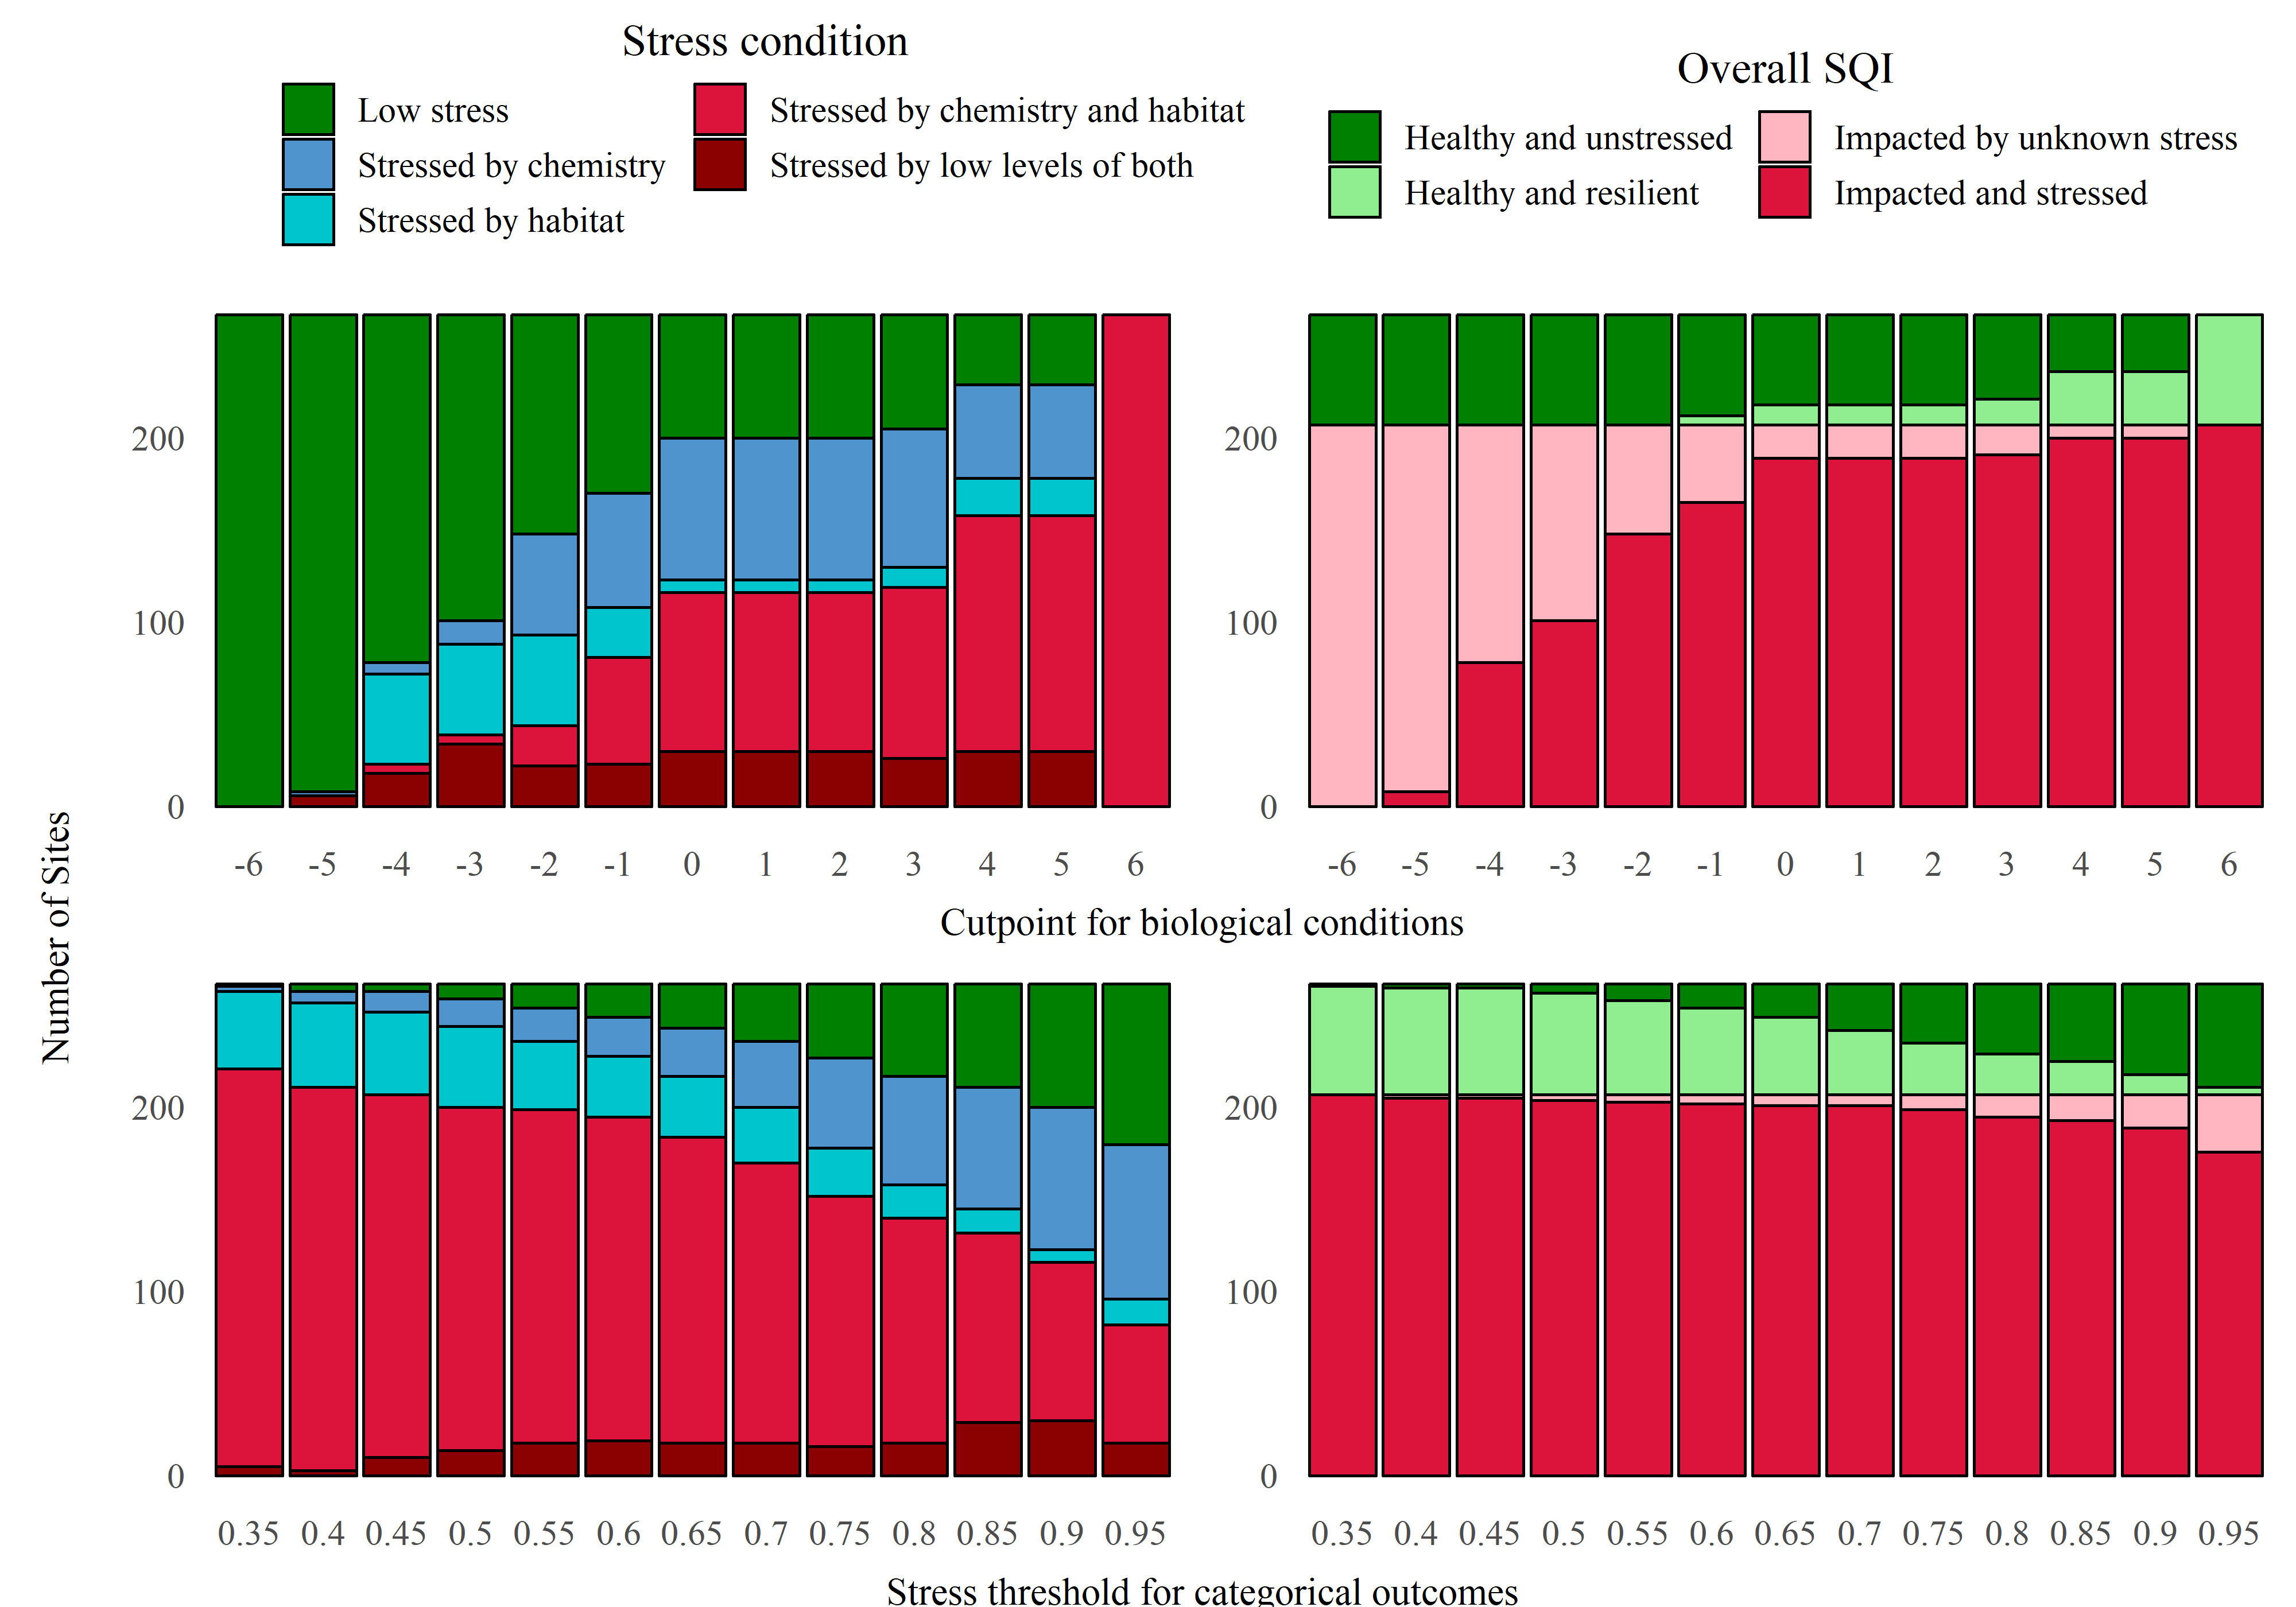 Stress condition
Low stress
Stressed by chemistry
Stressed by habitat
Stressed by chemistry and habitat
Stressed by low levels of both
Overall SQI
Healthy and unstressed
Healthy and resilient
Impacted by unknown stress
Impacted and stressed
Number of Sites
200
100
0
-6 -5 -4 -3 -2 -1 0 1 2 3 4 5 6
200
100
0
-6 -5 -4 -3 -2 -1 0 1 2 3 4 5 6
Cutpoint for biological conditions
200
100
0
0.35 0.4 0.45 0.5 0.55 0.6 0.65 0.7 0.75 0.8 0.85 0.9 0.95
200
100
0
0.35 0.4 0.45 0.5 0.55 0.6 0.65 0.7 0.75 0.8 0.85 0.9 0.95
Stress threshold for categorical outcomes